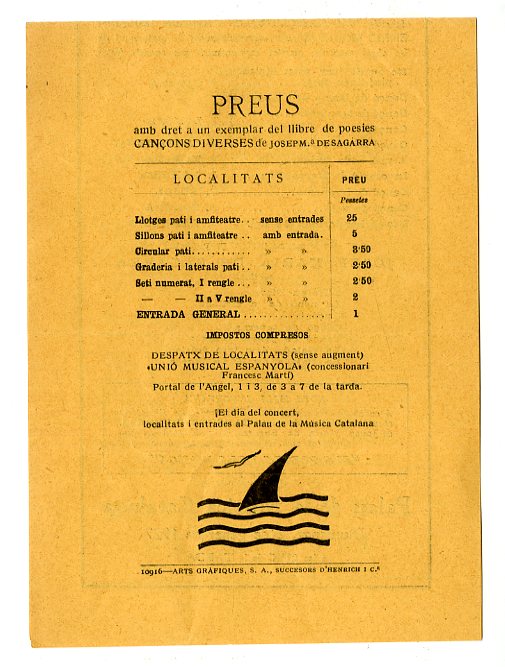 PREUS
amb dret a un exemplar del llibre de poesies
CANÇONS DIVERSES de JOSEP M.ª DE SAGARRA
LOCALITATS PREU
Pessetes
Llotges pati i amfiteatre .. sense entrades 25
Sillons pati i amfiteatre .. amb entrada. 5
Circular pati............ » » 3'50
Graderia i laterals pati .. » » 2'50
Seti numerat, I rengle ... » » 2'50
— — II a V rengle » » 2
ENTRADA GENERAL ............... 1
IMPOSTOS COMPRESOS
DESPATX DE LOCALITATS (sense augment)
«UNIÓ MUSICAL ESPANYOLA» (concessionari
Francesc Martí)
Portal de l'Angel, 1 i 3, de 3 a 7 de la tarda.
¡El dia del concert,
localitats i entrades al Palau de la Música Catalana
10916—ARTS GRÀFIQUES, S. A., SUCCESORS D'HENRICH I C.ª